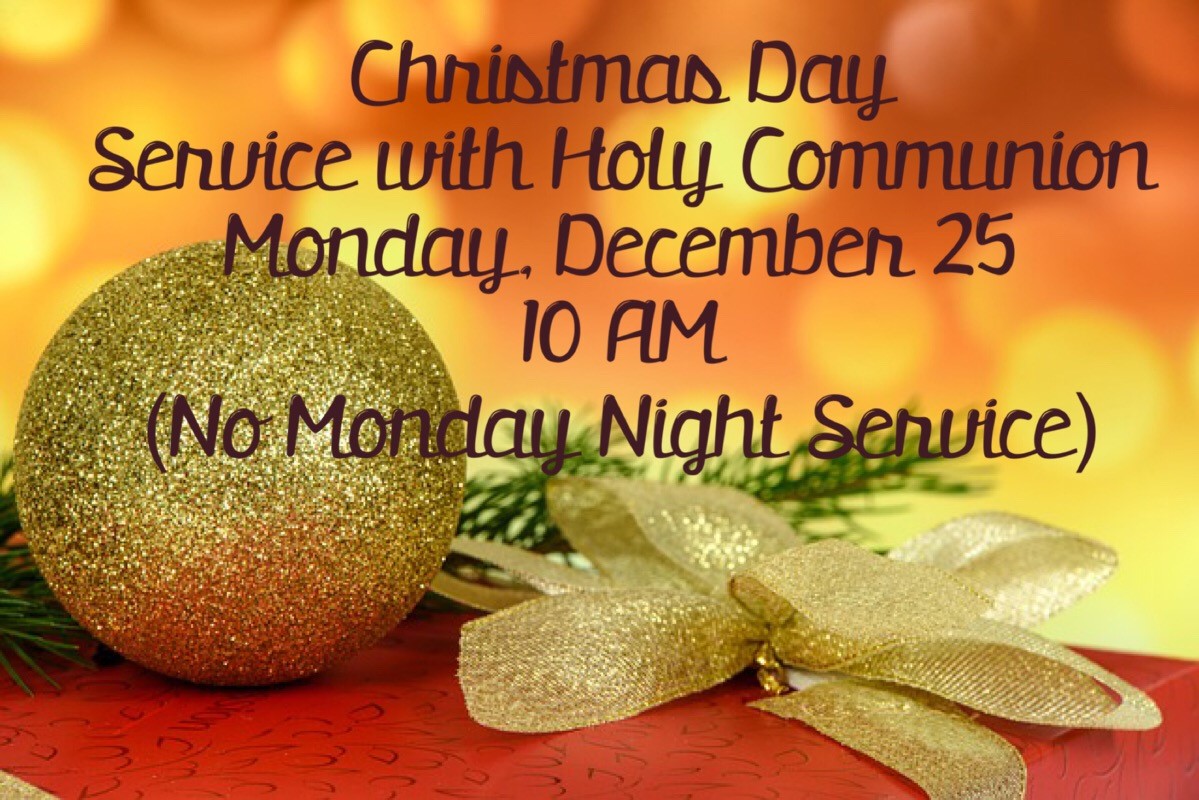 Christmas Day
Service with Holy Communion
Monday, December 25
10 AM
(No Monday Night Service)